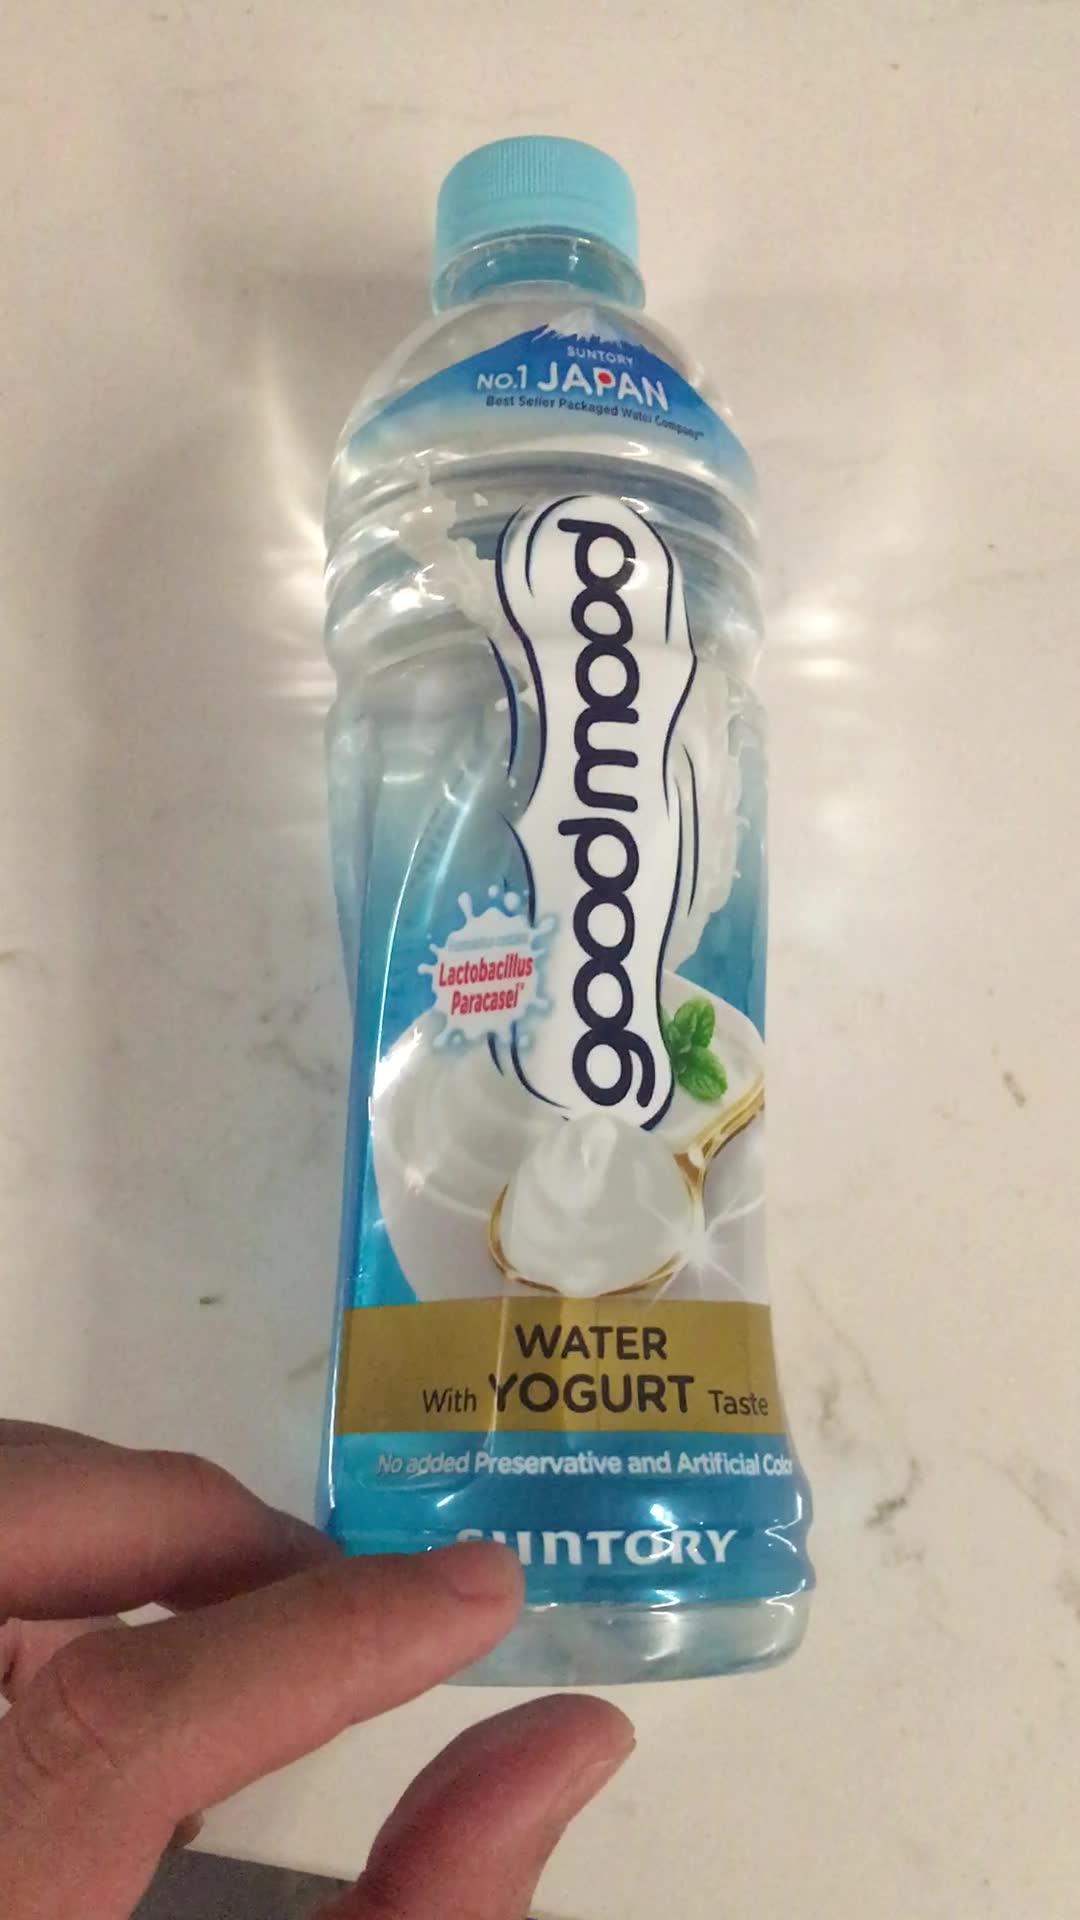 SUNTORY
NO.1 JAPAN
Best Seller Packaged Water Company
goodmood
Lactobacillus
Paracasei*
WATER
With YOGURT Taste
No added Preservative and Artificial Color
SUNTORY